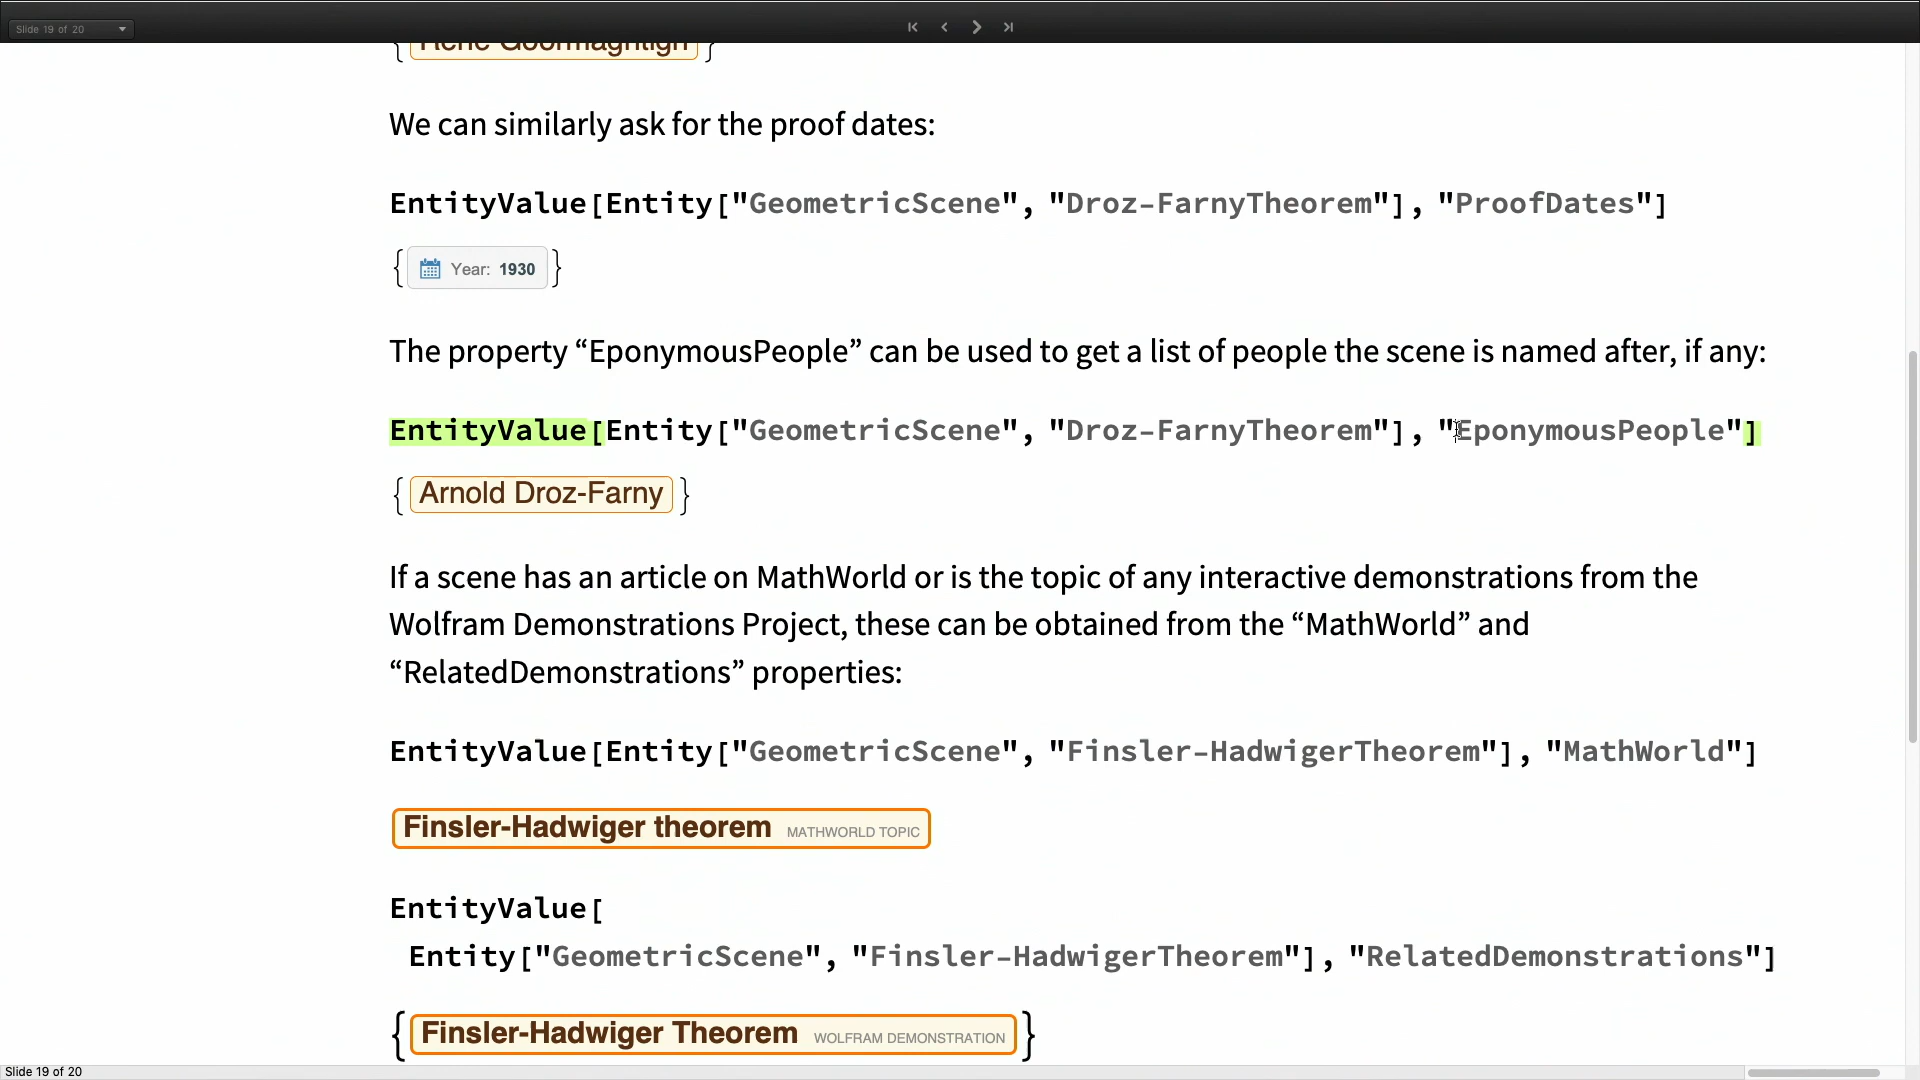 Slide 19 of 20
{René Goormaghtigh}
We can similarly ask for the proof dates:
EntityValue[Entity["GeometricScene", "Droz-FarnyTheorem"], "ProofDates"]
{Year: 1930}
The property “EponymousPeople” can be used to get a list of people the scene is named after, if any:
EntityValue[Entity["GeometricScene", "Droz-FarnyTheorem"], "EponymousPeople"]
{Arnold Droz-Farny}
If a scene has an article on MathWorld or is the topic of any interactive demonstrations from the
Wolfram Demonstrations Project, these can be obtained from the “MathWorld” and
“RelatedDemonstrations” properties:
EntityValue[Entity["GeometricScene", "Finsler-HadwigerTheorem"], "MathWorld"]
Finsler-Hadwiger theorem MATHWORLD TOPIC
EntityValue[
Entity["GeometricScene", "Finsler-HadwigerTheorem"], "RelatedDemonstrations"]
{Finsler-Hadwiger Theorem WOLFRAM DEMONSTRATION}
Slide 19 of 20